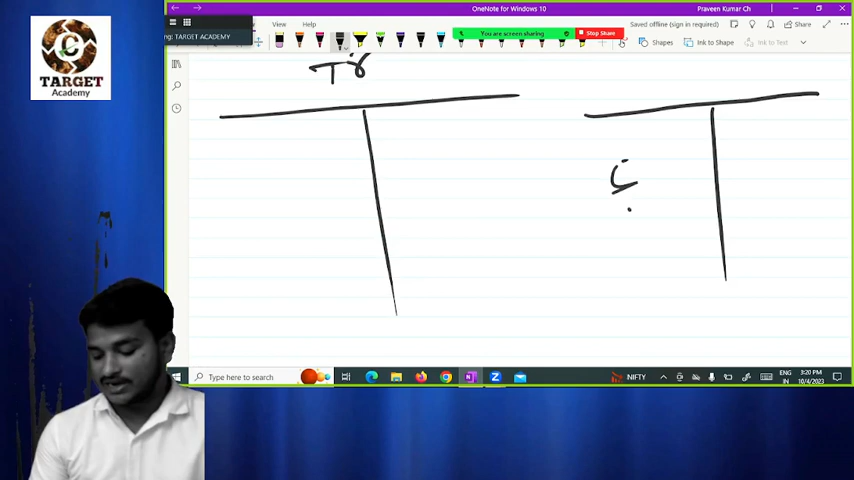 OneNote for Windows 10
Praveen Kumar Ch
ng: TARGET ACADEMY
View
Help
You are screen sharing
Stop Share
Saved offline (sign in required)
Share
Shapes
Ink to Shape
Ink to Text
TARGET
Academy
Type here to search
NIFTY
ENG
IN
3:20 PM
10/4/2023